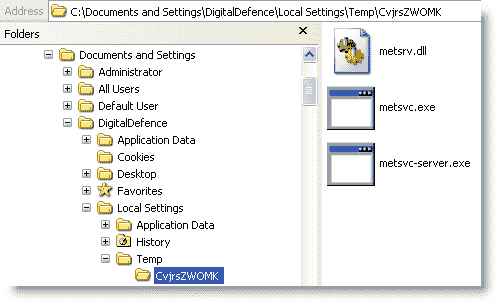 Address C:\Documents and Settings\DigitalDefence\Local Settings\Temp\CvjrsZWOMK
Folders
Documents and Settings
Administrator
All Users
Default User
DigitalDefence
Application Data
Cookies
Desktop
Favorites
Local Settings
Application Data
History
Temp
CvjrsZWOMK
metsrv.dll
metsvc.exe
metsvc-server.exe